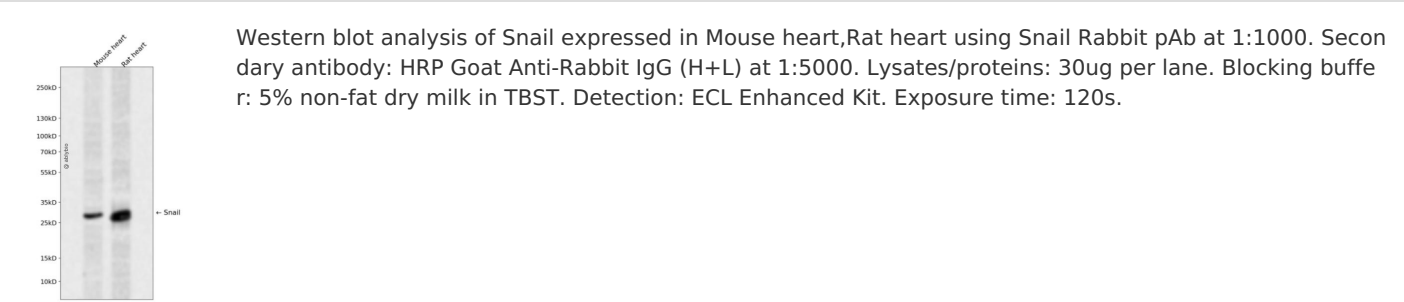 Mouse heart
Rat heart
Western blot analysis of Snail expressed in Mouse heart,Rat heart using Snail Rabbit pAb at 1:1000. Secon
dary antibody: HRP Goat Anti-Rabbit IgG (H+L) at 1:5000. Lysates/proteins: 30ug per lane. Blocking buffe
r: 5% non-fat dry milk in TBST. Detection: ECL Enhanced Kit. Exposure time: 120s.
250kD
130kD
100kD
70kD
55kD
35kD
25kD
15kD
10kD
@ ablybio
← Snail